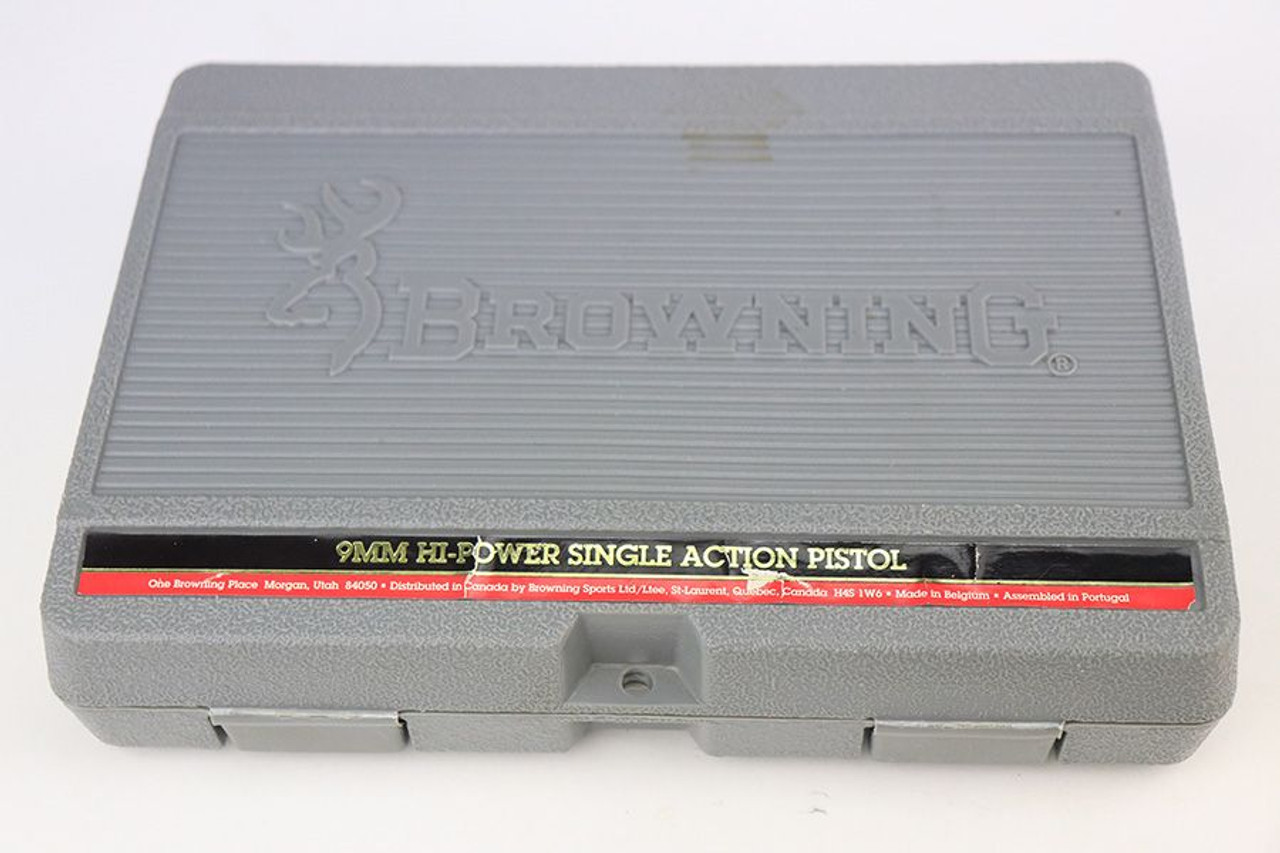 BROWNING®
9MM HI-POWER SINGLE ACTION PISTOL
One Browning Place Morgan, Utah 84050 ▪ Distributed in Canada by Browning Sports Ltd/Ltee, St-Laurent, Quebec, Canada H4S 1W6 ▪ Made in Belgium ▪ Assembled in Portugal